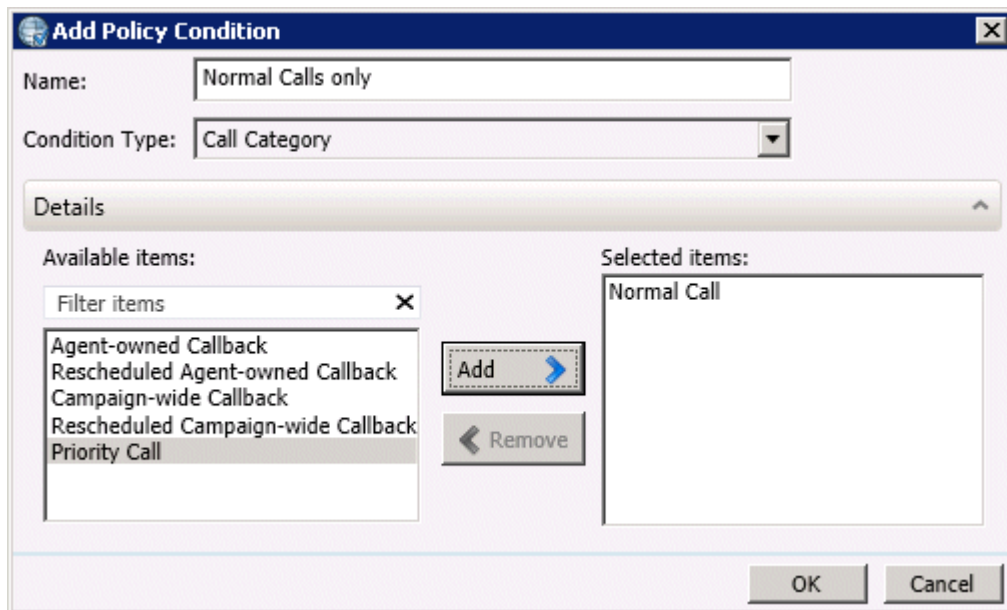 Add Policy Condition
Name: Normal Calls only
Condition Type: Call Category
Details
Available items:
Selected items:
Filter items
Normal Call
Agent-owned Callback
Rescheduled Agent-owned Callback
Campaign-wide Callback
Rescheduled Campaign-wide Callback
Priority Call
Add
Remove
OK
Cancel